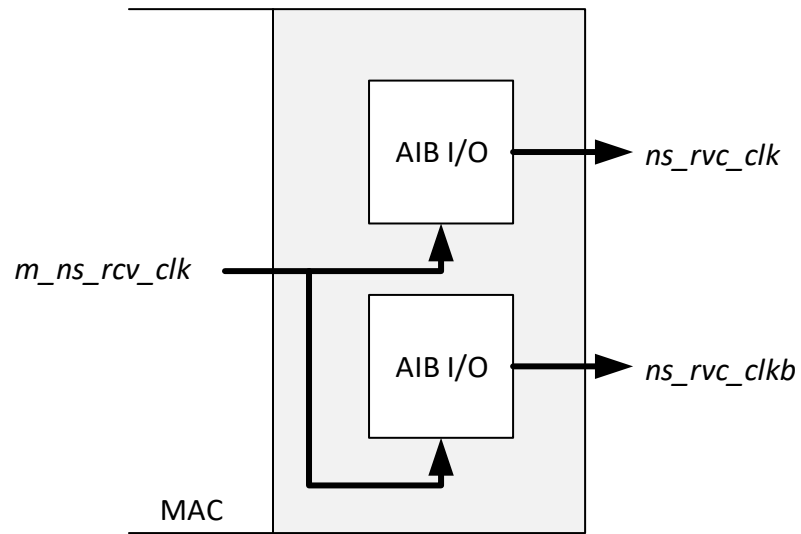 AIB I/O
ns_rvc_clk
m_ns_rcv_clk
AIB I/O
ns_rvc_clkb
MAC